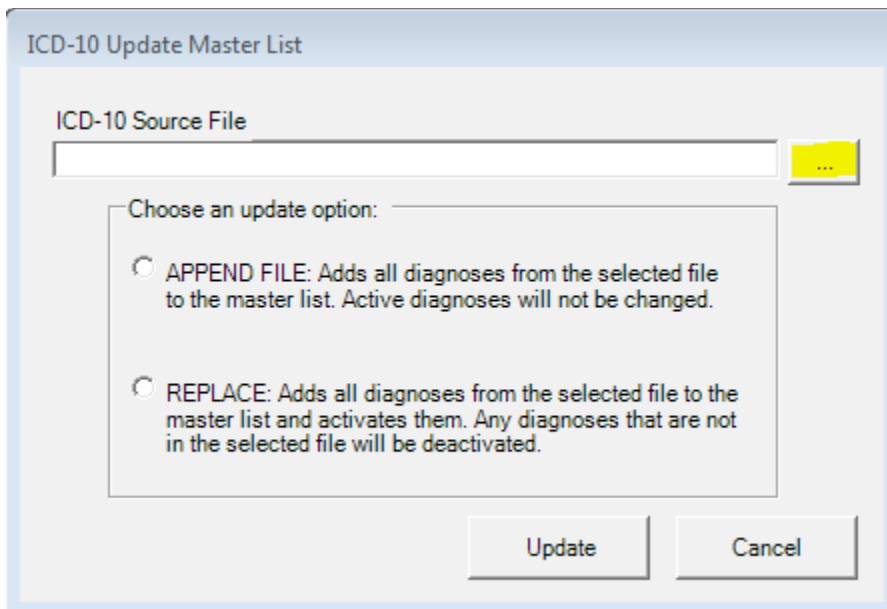 ICD-10 Update Master List
ICD-10 Source File
...
Choose an update option:
APPEND FILE: Adds all diagnoses from the selected file
to the master list. Active diagnoses will not be changed.
REPLACE: Adds all diagnoses from the selected file to the
master list and activates them. Any diagnoses that are not
in the selected file will be deactivated.
Update
Cancel